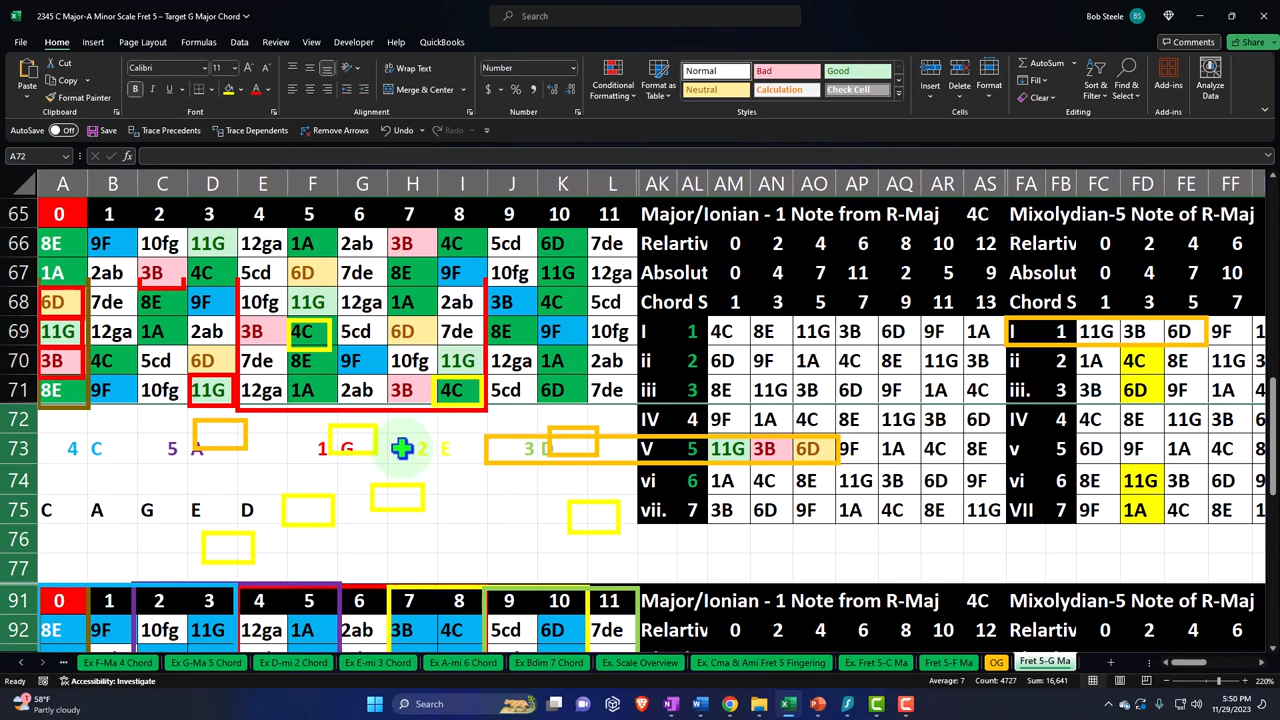 2345 C Major-A Minor Scale Fret 5 – Target G Major Chord
Search
Bob Steele BS
File Home Insert Page Layout Formulas Data Review View Developer Help QuickBooks Comments Share
Cut Calibri 11 Wrap Text Number Normal Bad Good AutoSum
Copy Fill
Paste Format Painter Merge & Center Conditional Formatting Format as Table Neutral Calculation Check Cell Insert Delete Format Clear Sort & Filter Find & Select Add-ins Analyze Data
Clipboard Font Alignment Number Styles Cells Editing Add-ins
AutoSave Off Save Trace Precedents Trace Dependents Remove Arrows Undo Redo
A72 fx
A B C D E F G H I J K L AK AL AM AN AO AP AQ AR AS FA FB FC FD FE FF
65 0 1 2 3 4 5 6 7 8 9 10 11 Major/Ionian - 1 Note from R-Maj 4C Mixolydian-5 Note of R-Maj
66 8E 9F 10fg 11G 12ga 1A 2ab 3B 4C 5cd 6D 7de Relartiv 0 2 4 6 8 10 12 Relartiv 0 2 4 6
67 1A 2ab 3B 4C 5cd 6D 7de 8E 9F 10fg 11G 12ga Absolut 0 4 7 11 2 5 9 Absolut 0 4 7 10
68 6D 7de 8E 9F 10fg 11G 12ga 1A 2ab 3B 4C 5cd Chord S 1 3 5 7 9 11 13 Chord S 1 3 5 7
69 11G 12ga 1A 2ab 3B 4C 5cd 6D 7de 8E 9F 10fg I 1 4C 8E 11G 3B 6D 9F 1A I 1 11G 3B 6D 9F 1
70 3B 4C 5cd 6D 7de 8E 9F 10fg 11G 12ga 1A 2ab ii 2 6D 9F 1A 4C 8E 11G 3B ii 2 1A 4C 8E 11G 3
71 8E 9F 10fg 11G 12ga 1A 2ab 3B 4C 5cd 6D 7de iii 3 8E 11G 3B 6D 9F 1A 4C iii. 3 3B 6D 9F 1A 4
72 IV 4 9F 1A 4C 8E 11G 3B 6D IV 4 4C 8E 11G 3B 6
73 4 C 5 A 1 G 2 E 3 D V 5 11G 3B 6D 9F 1A 4C 8E v 5 6D 9F 1A 4C 8
74 vi 6 1A 4C 8E 11G 3B 6D 9F vi 6 8E 11G 3B 6D 9
75 C A G E D vii. 7 3B 6D 9F 1A 4C 8E 11G VII 7 9F 1A 4C 8E 1
76
77
91 0 1 2 3 4 5 6 7 8 9 10 11 Major/Ionian - 1 Note from R-Maj 4C Mixolydian-5 Note of R-Maj
92 8E 9F 10fg 11G 12ga 1A 2ab 3B 4C 5cd 6D 7de Relartiv 0 2 4 6 8 10 12 Relartiv 0 2 4 6
Ex F-Ma 4 Chord Ex G-Ma 5 Chord Ex D-mi 2 Chord Ex E-mi 3 Chord Ex A-mi 6 Chord Ex Bdim 7 Chord Ex. Scale Overview Ex. Cma & Ami Fret 5 Fingering Ex. Fret 5-C Ma Fret 5-F Ma OG Fret 5-G Ma
Ready Accessibility: Investigate Average: 7 Count: 4727 Sum: 16,641 220%
58°F
Partly cloudy
Search
5:50 PM
11/29/2023